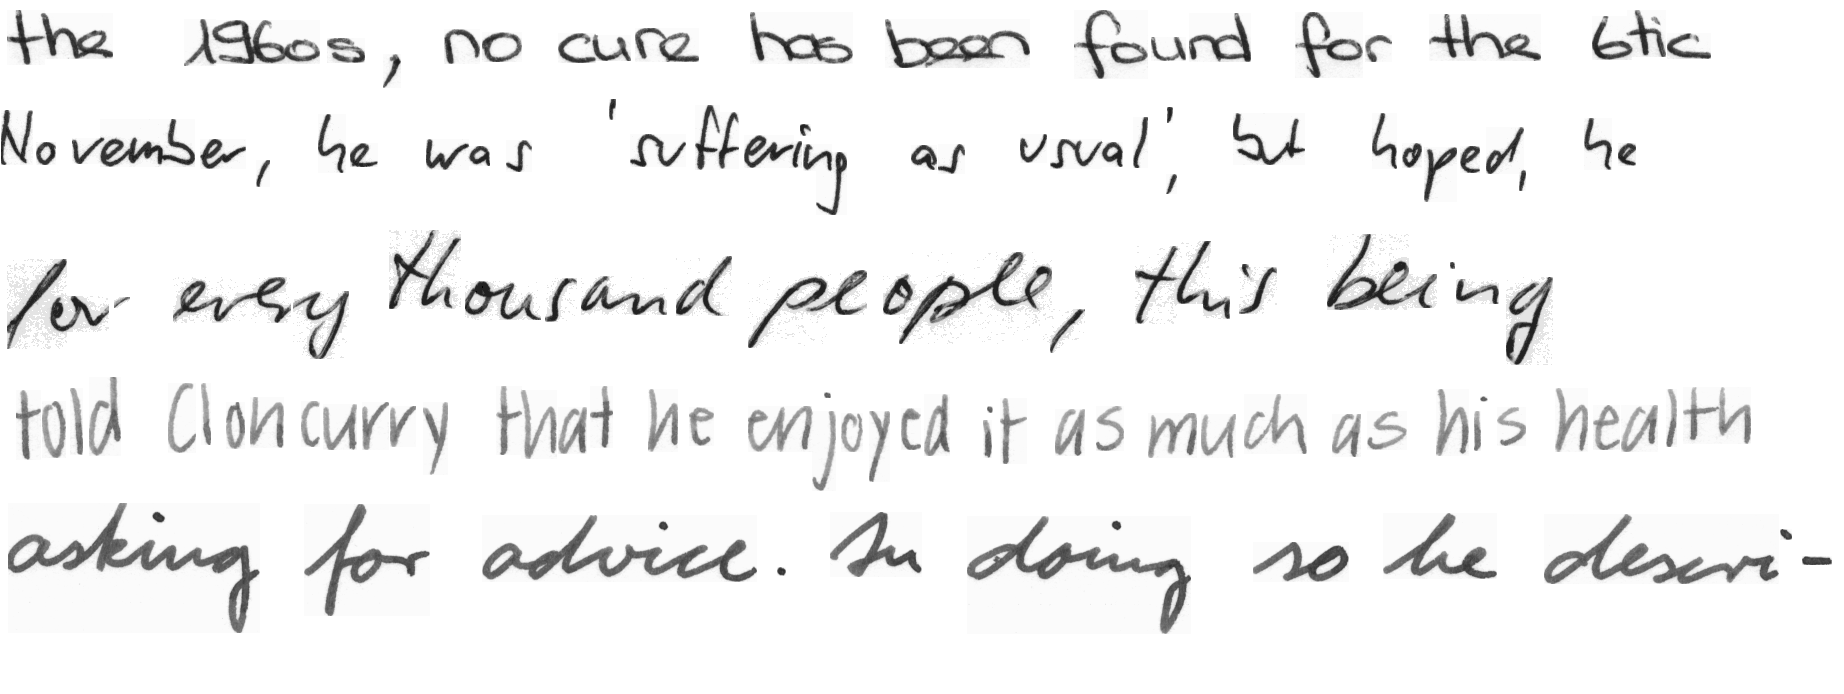 the 1960s, no cure has been found for the 6tic
November, he was 'suffering as usual', but hoped, he
for every thousand people, this being
told Cloncurry that he enjoyed it as much as his health
asking for advice. In doing so he descri-